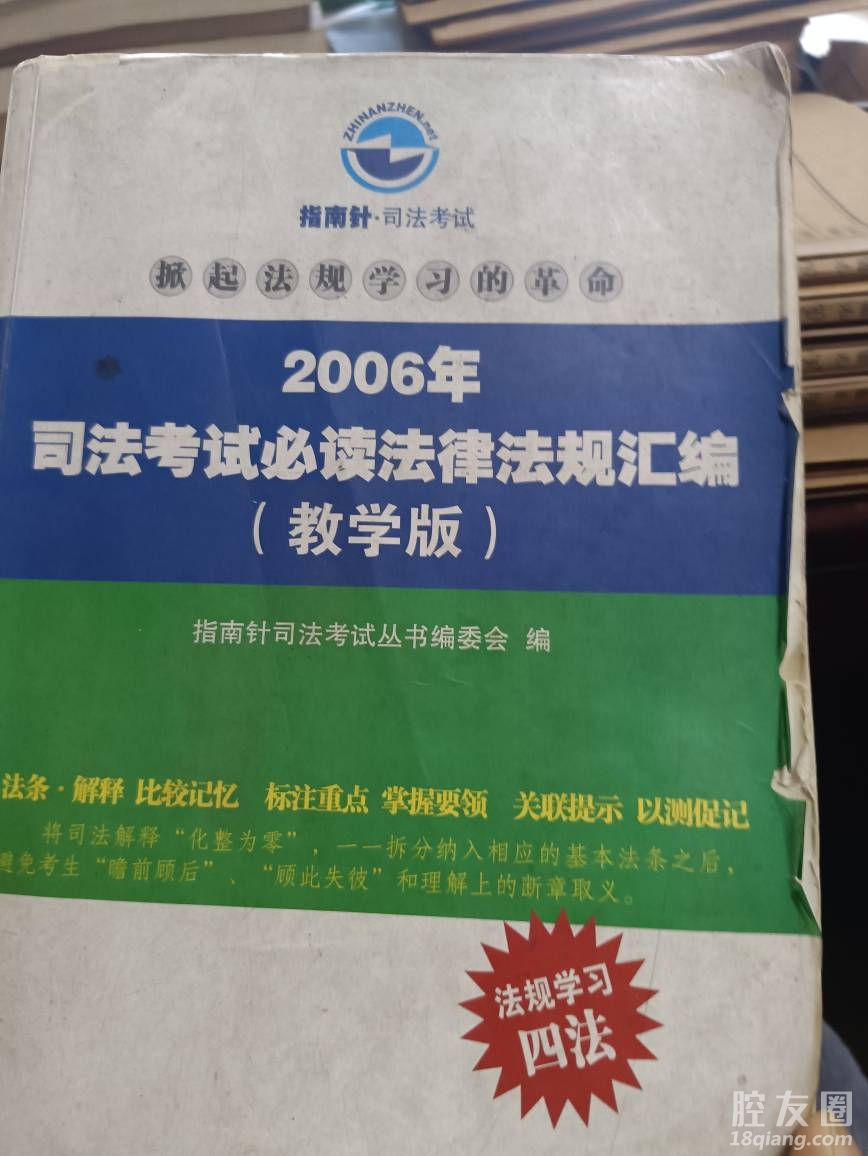 ZHINANZHEN.net
指南针·司法考试
掀起法规学习的革命
2006年
司法考试必读法律法规汇编
（教学版）
指南针司法考试丛书编委会 编
法条·解释 比较记忆 标注重点 掌握要领 关联提示 以测促记
将司法解释“化整为零”，一一拆分纳入相应的基本法条之后，
避免考生“瞻前顾后”、“顾此失彼”和理解上的断章取义。
法规学习
四法
腔友圈
18qiang.com